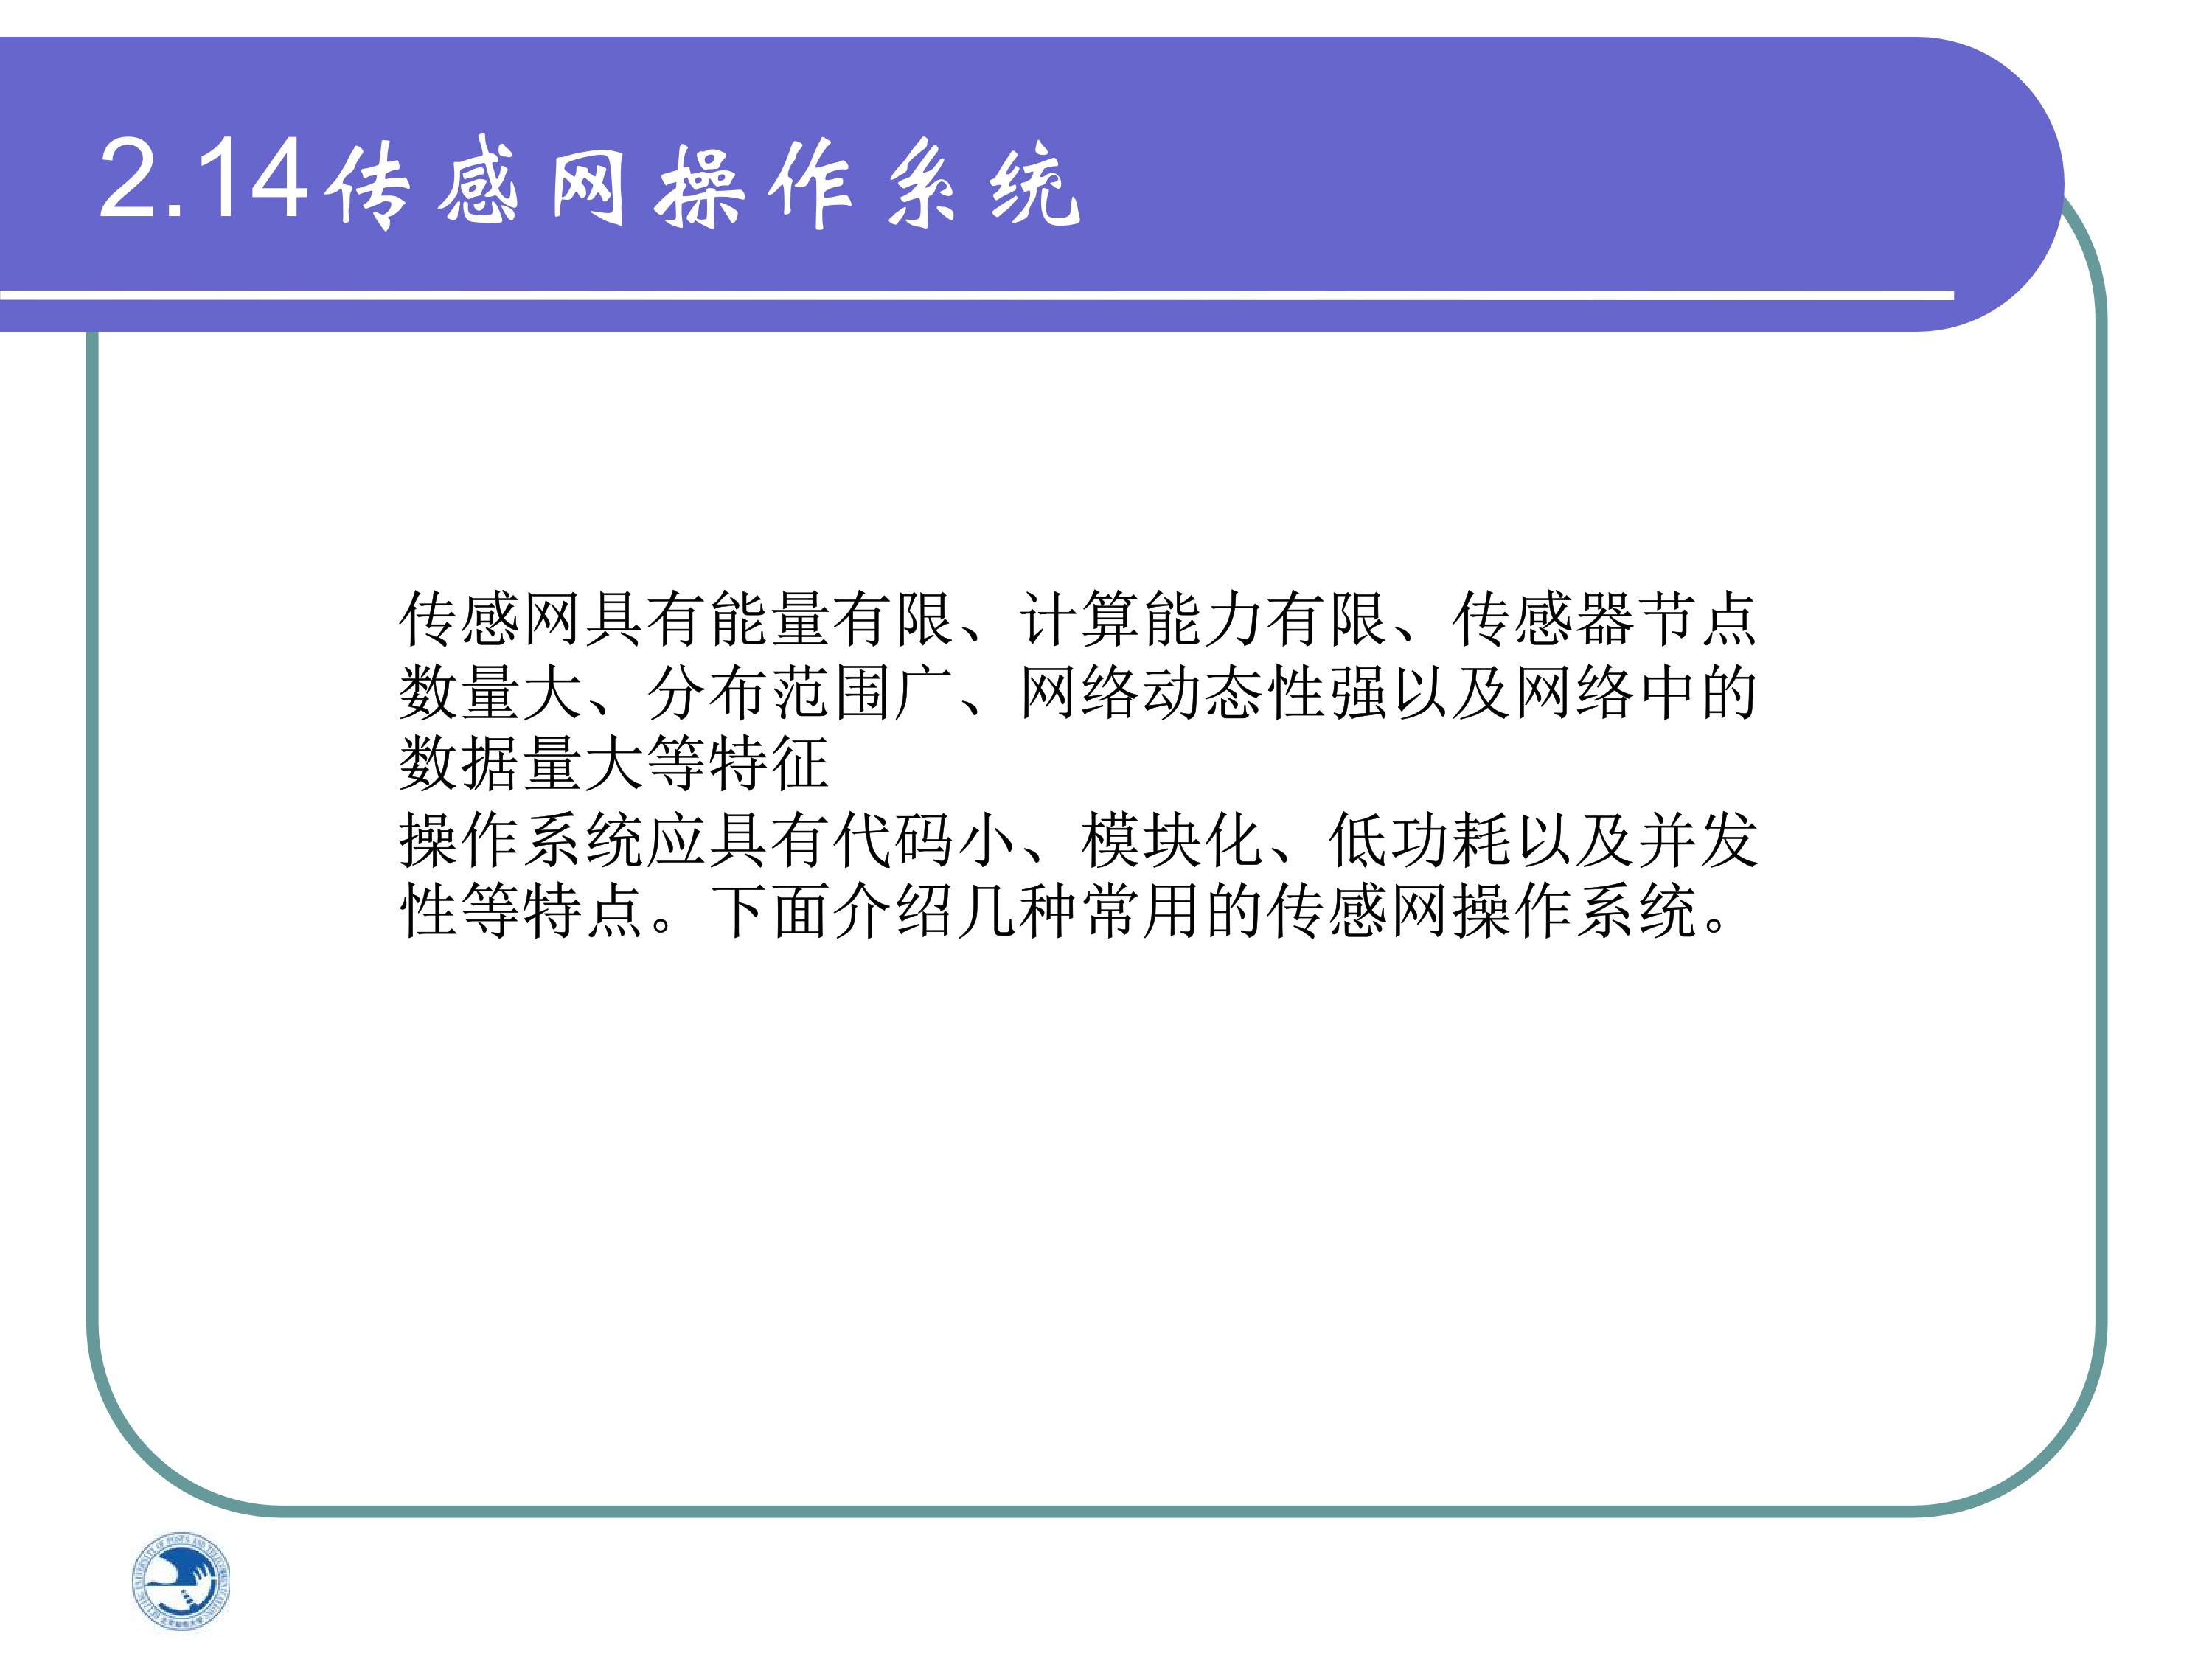 2.14传感网操作系统
传感网具有能量有限、计算能力有限、传感器节点
数量大、分布范围广、网络动态性强以及网络中的
数据量大等特征
操作系统应具有代码小、模块化、低功耗以及并发
性等特点。下面介绍几种常用的传感网操作系统。